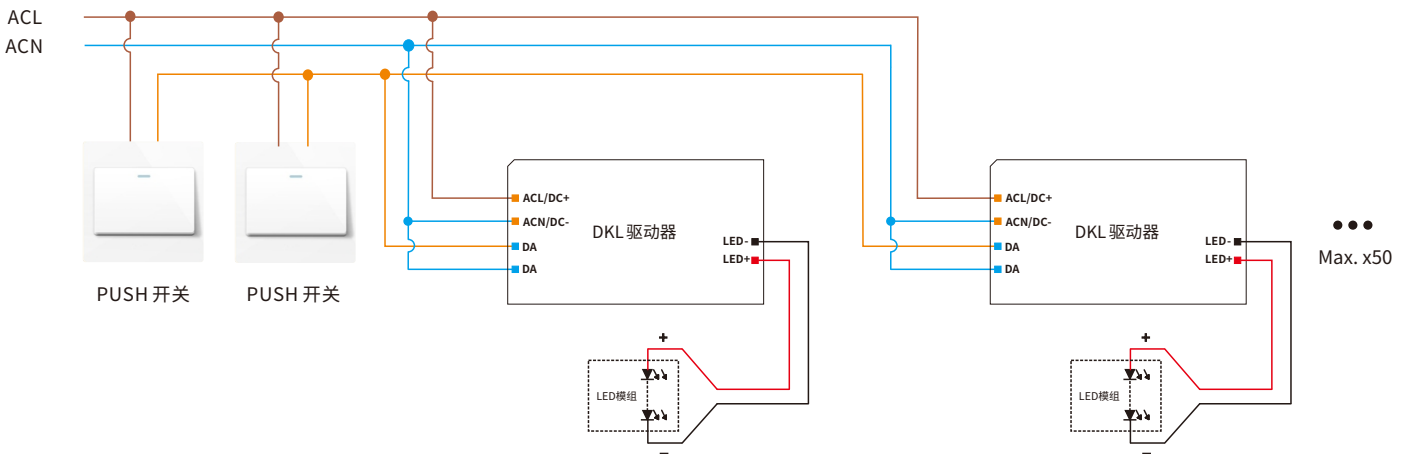 ACL
ACN
PUSH 开关
PUSH 开关
ACL/DC+
ACN/DC-
DA
DA
DKL 驱动器
LED-
LED+
+
LED模组
-
ACL/DC+
ACN/DC-
DA
DA
DKL 驱动器
LED-
LED+
+
LED模组
-
•••
Max. x50